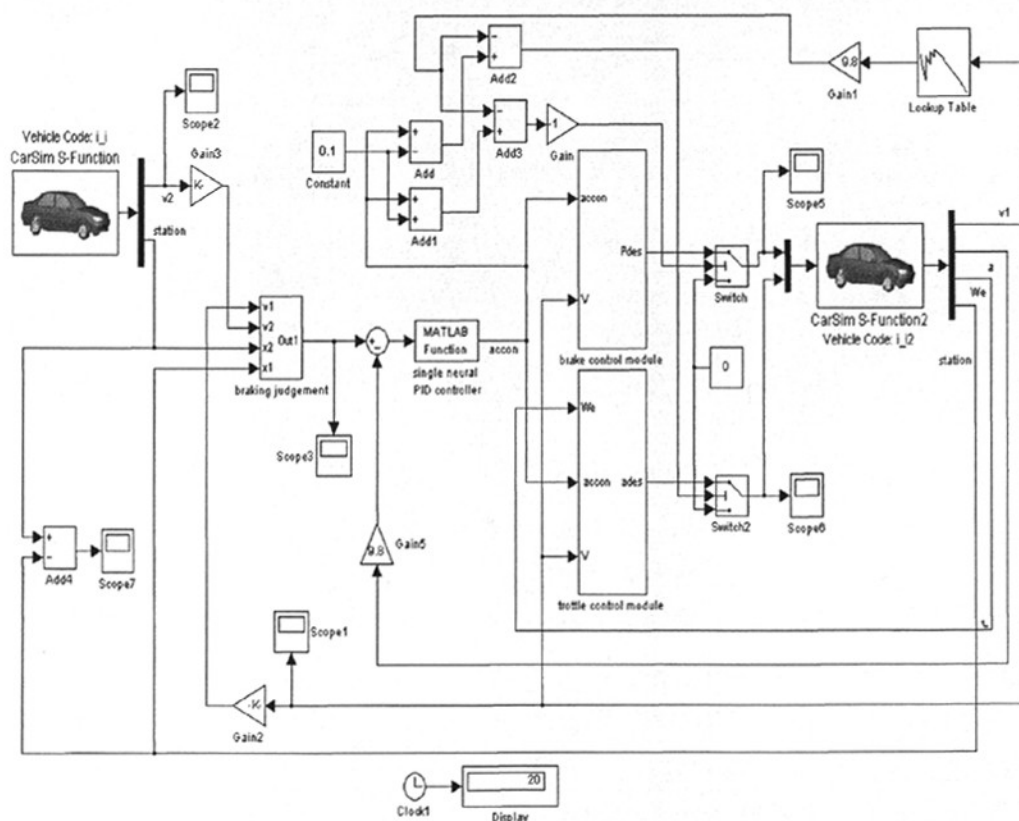 Vehicle Code: i_i
CarSim S-Function
Scope2
Gain3
K-
v2
station
0.1
Constant
Add
Add1
Add2
Add3
-1
Gain
9.8
Gain1
Lookup Table
accon
Pdes
V
brake control module
Switch
Scope5
CarSim S-Function2
Vehicle Code: i_i2
v1
a
We
station
v1
v2
x2
x1
Out1
braking judgement
MATLAB
Function
single neural
PID controller
accon
Scope3
0
We
accon
ades
V
trottle control module
Switch2
Scope6
Add4
Scope7
9.8
Gain5
Scope1
-K-
Gain2
Clock1
20
Display